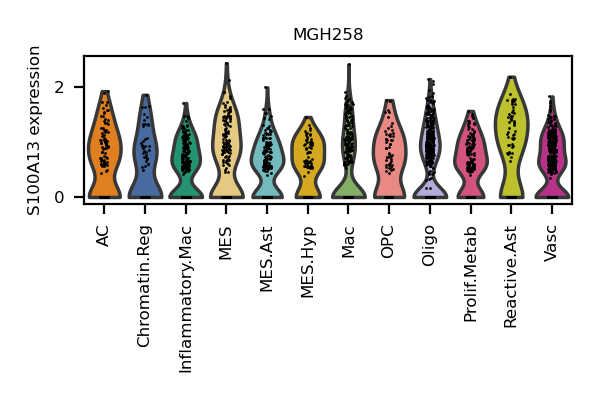 MGH258
S100A13 expression
2
0
AC
Chromatin.Reg
Inflammatory.Mac
MES
MES.Ast
MES.Hyp
Mac
OPC
Oligo
Prolif.Metab
Reactive.Ast
Vasc